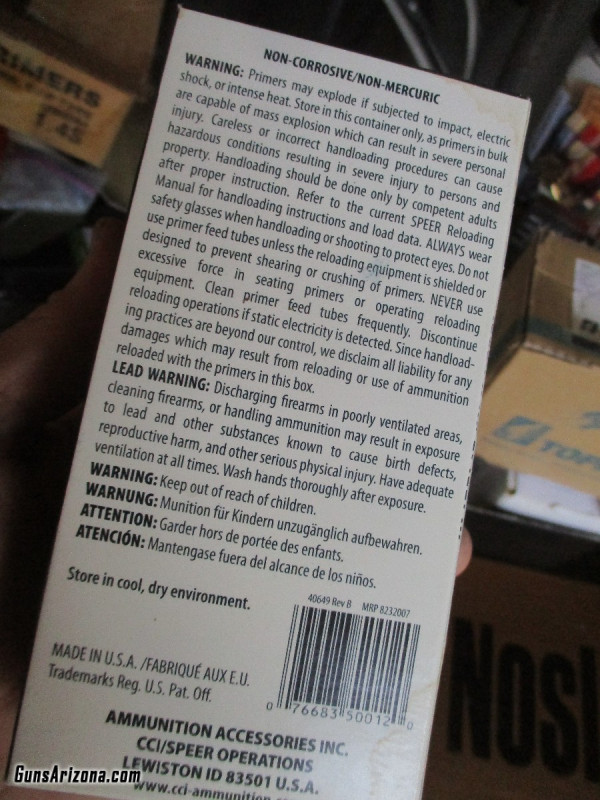 NON-CORROSIVE/NON-MERCURIC
WARNING: Primers may explode if subjected to impact, electric
shock, or intense heat. Store in this container only, as primers in bulk
are capable of mass explosion which can result in severe personal
injury. Careless or incorrect handloading procedures can cause
hazardous conditions resulting in severe injury to persons and
property. Handloading should be done only by competent adults
after proper instruction. Refer to the current SPEER Reloading
Manual for handloading instructions and load data. ALWAYS wear
safety glasses when handloading or shooting to protect eyes. Do not
use primer feed tubes unless the reloading equipment is shielded or
designed to prevent shearing or crushing of primers. NEVER use
excessive force in seating primers or operating reloading
equipment. Clean primer feed tubes frequently. Discontinue
reloading operations if static electricity is detected. Since handload-
ing practices are beyond our control, we disclaim all liability for any
damages which may result from reloading or use of ammunition
reloaded with the primers in this box.
LEAD WARNING: Discharging firearms in poorly ventilated areas,
cleaning firearms, or handling ammunition may result in exposure
to lead and other substances known to cause birth defects,
reproductive harm, and other serious physical injury. Have adequate
ventilation at all times. Wash hands thoroughly after exposure.
WARNING: Keep out of reach of children.
WARNUNG: Munition für Kindern unzugänglich aufbewahren.
ATTENTION: Garder hors de portée des enfants.
ATENCIÓN: Mantengase fuera del alcance de los niños.
Store in cool, dry environment.
40649 Rev B MRP 8232007
0 76683 50012 0
MADE IN U.S.A. /FABRIQUÉ AUX E.U.
Trademarks Reg. U.S. Pat. Off.
AMMUNITION ACCESSORIES INC.
CCI/SPEER OPERATIONS
LEWISTON ID 83501 U.S.A.
www.cci-ammunition
RIMERS
1.45
TOP
NOSL
GunsArizona.com